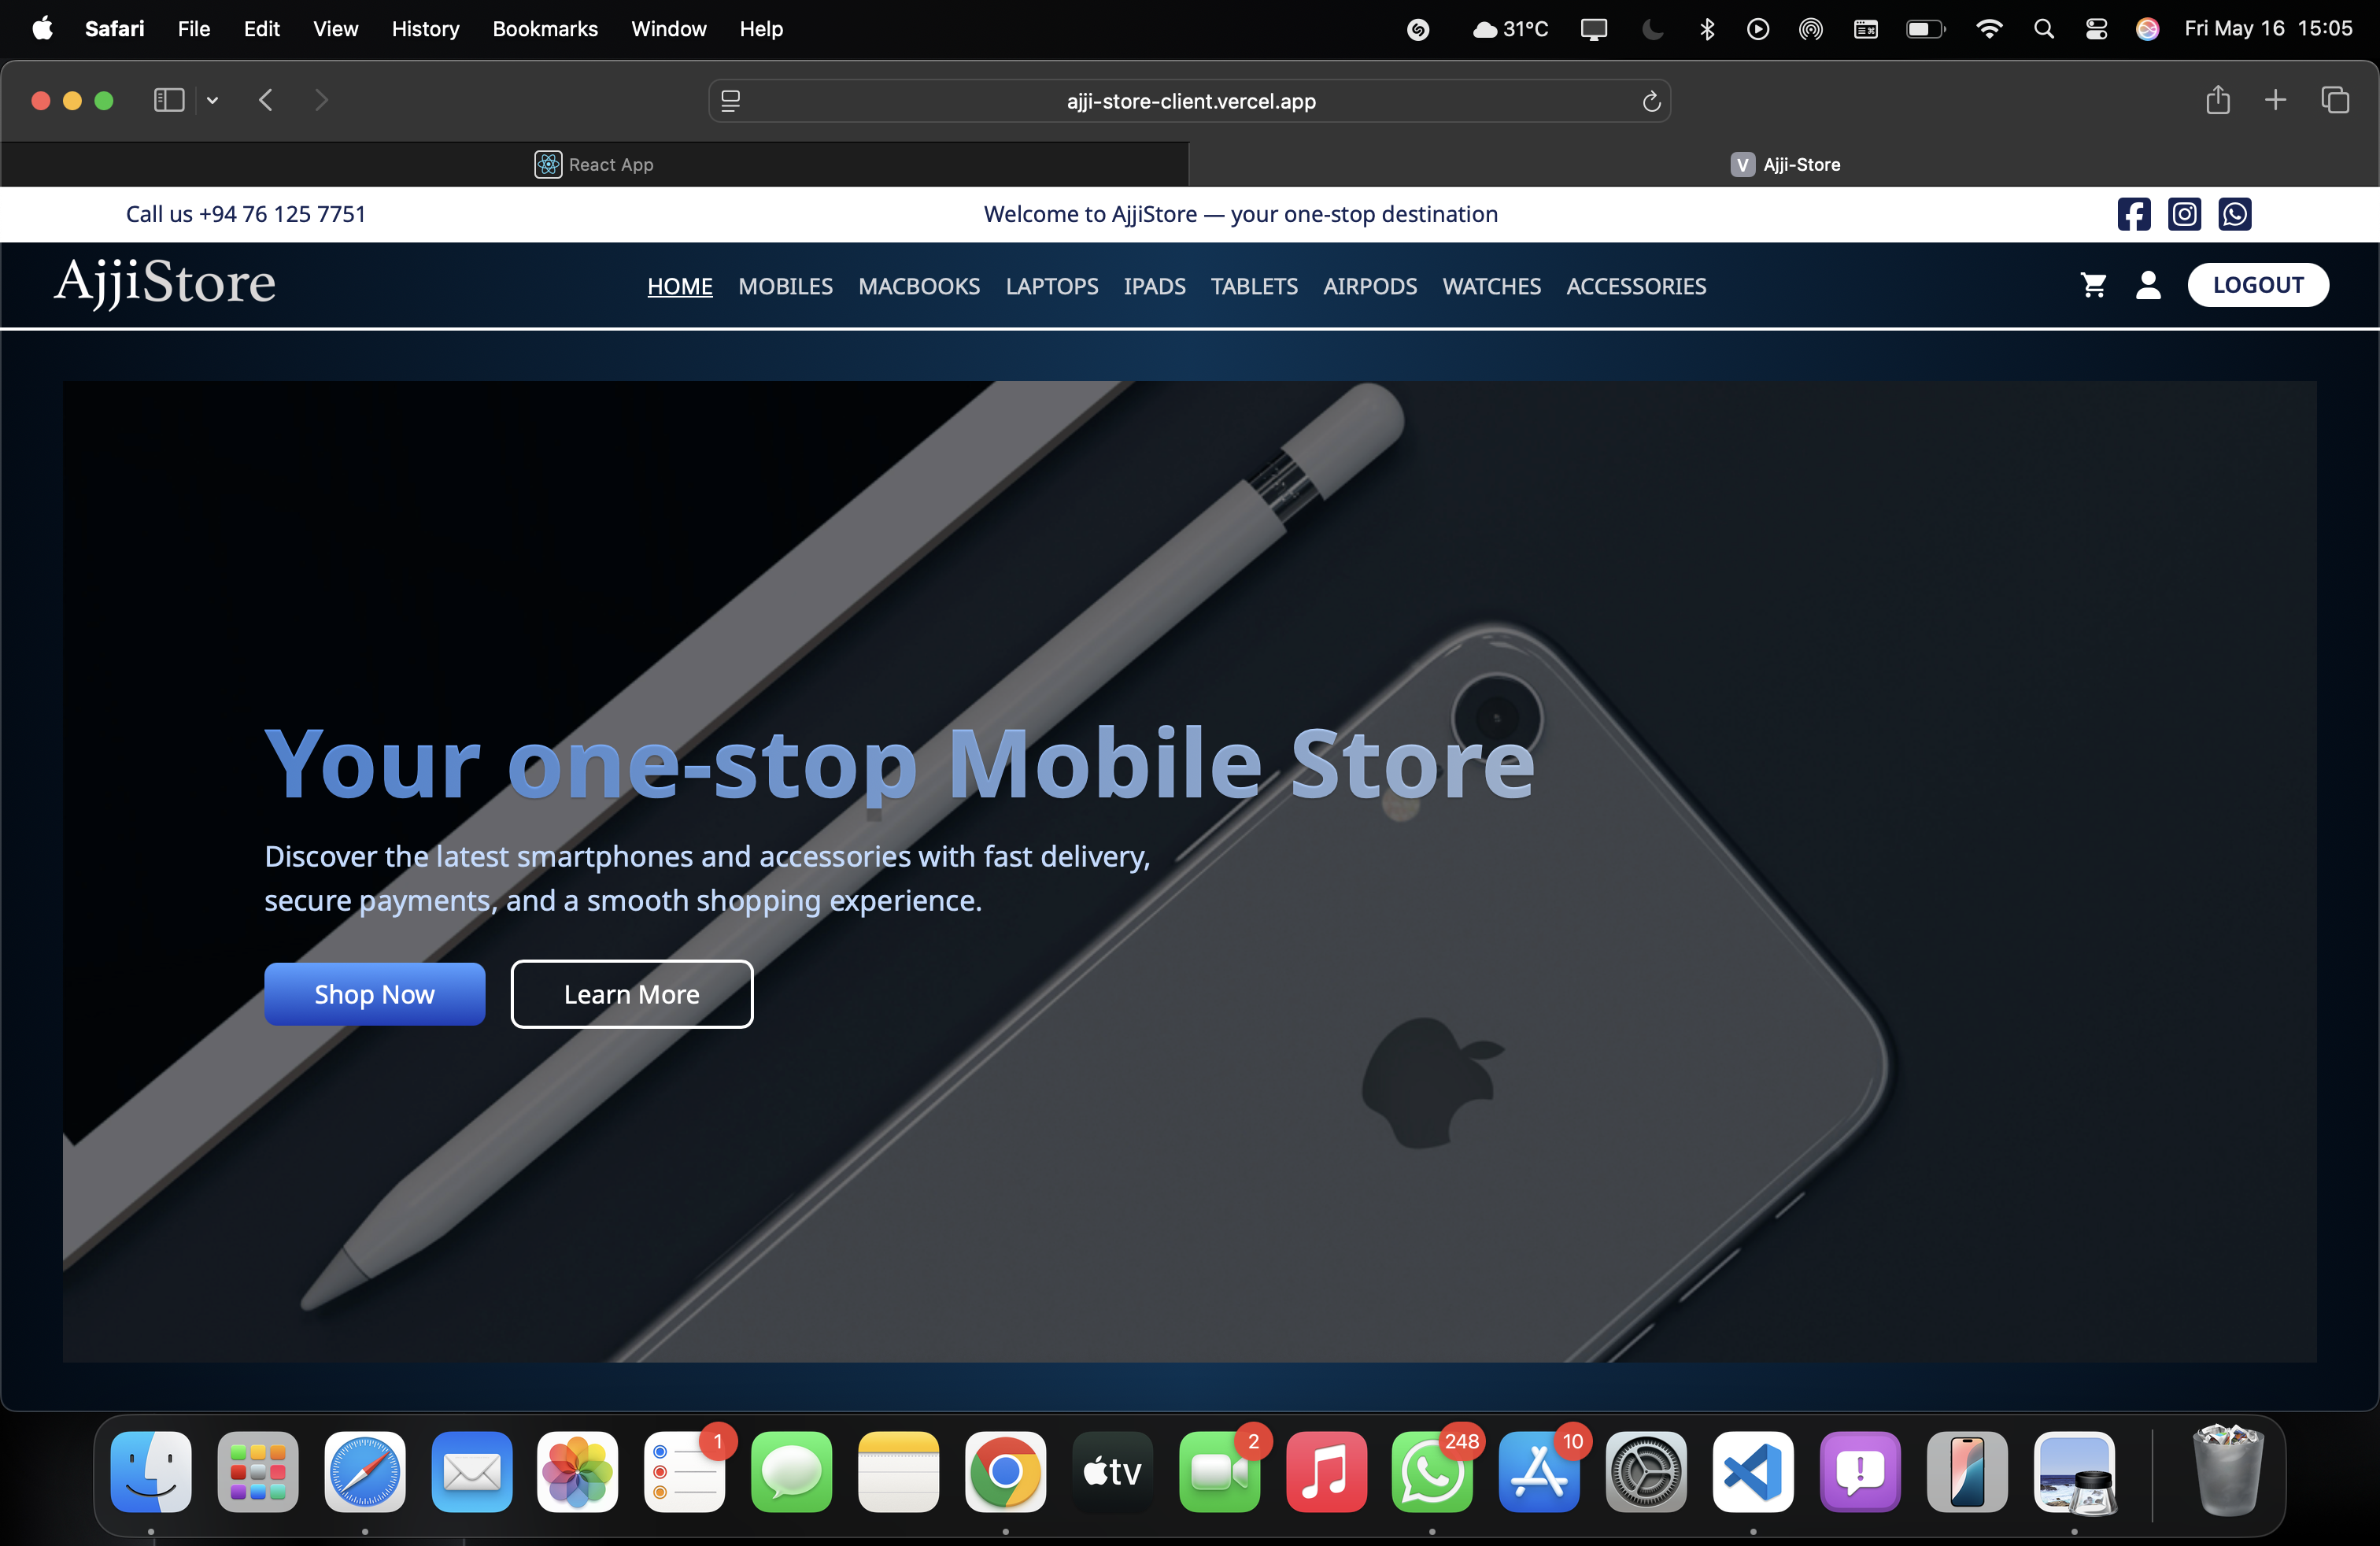 Safari File Edit View History Bookmarks Window Help 31°C Fri May 16 15:05
ajji-store-client.vercel.app
React App V Ajji-Store
Call us +94 76 125 7751 Welcome to AjjiStore — your one-stop destination
AjjiStore HOME MOBILES MACBOOKS LAPTOPS IPADS TABLETS AIRPODS WATCHES ACCESSORIES LOGOUT
Your one-stop Mobile Store
Discover the latest smartphones and accessories with fast delivery,
secure payments, and a smooth shopping experience.
Shop Now Learn More
1 2 248 10
tv